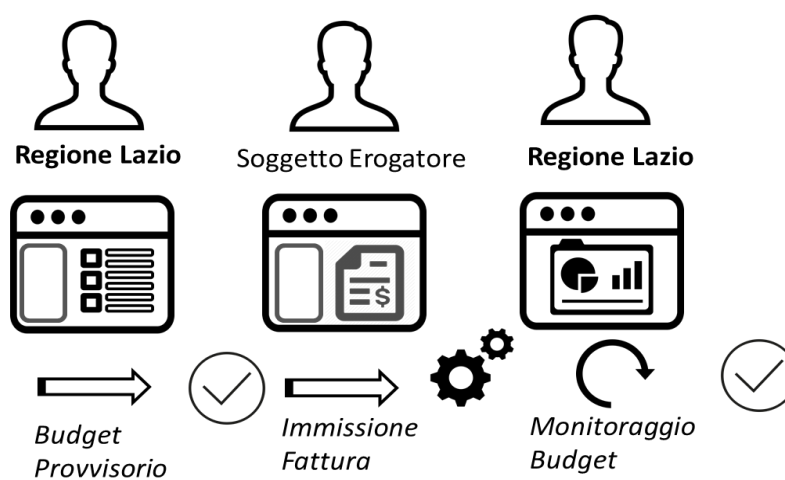 Regione Lazio
Soggetto Erogatore
Regione Lazio
$
Budget
Provvisorio
Immissione
Fattura
Monitoraggio
Budget